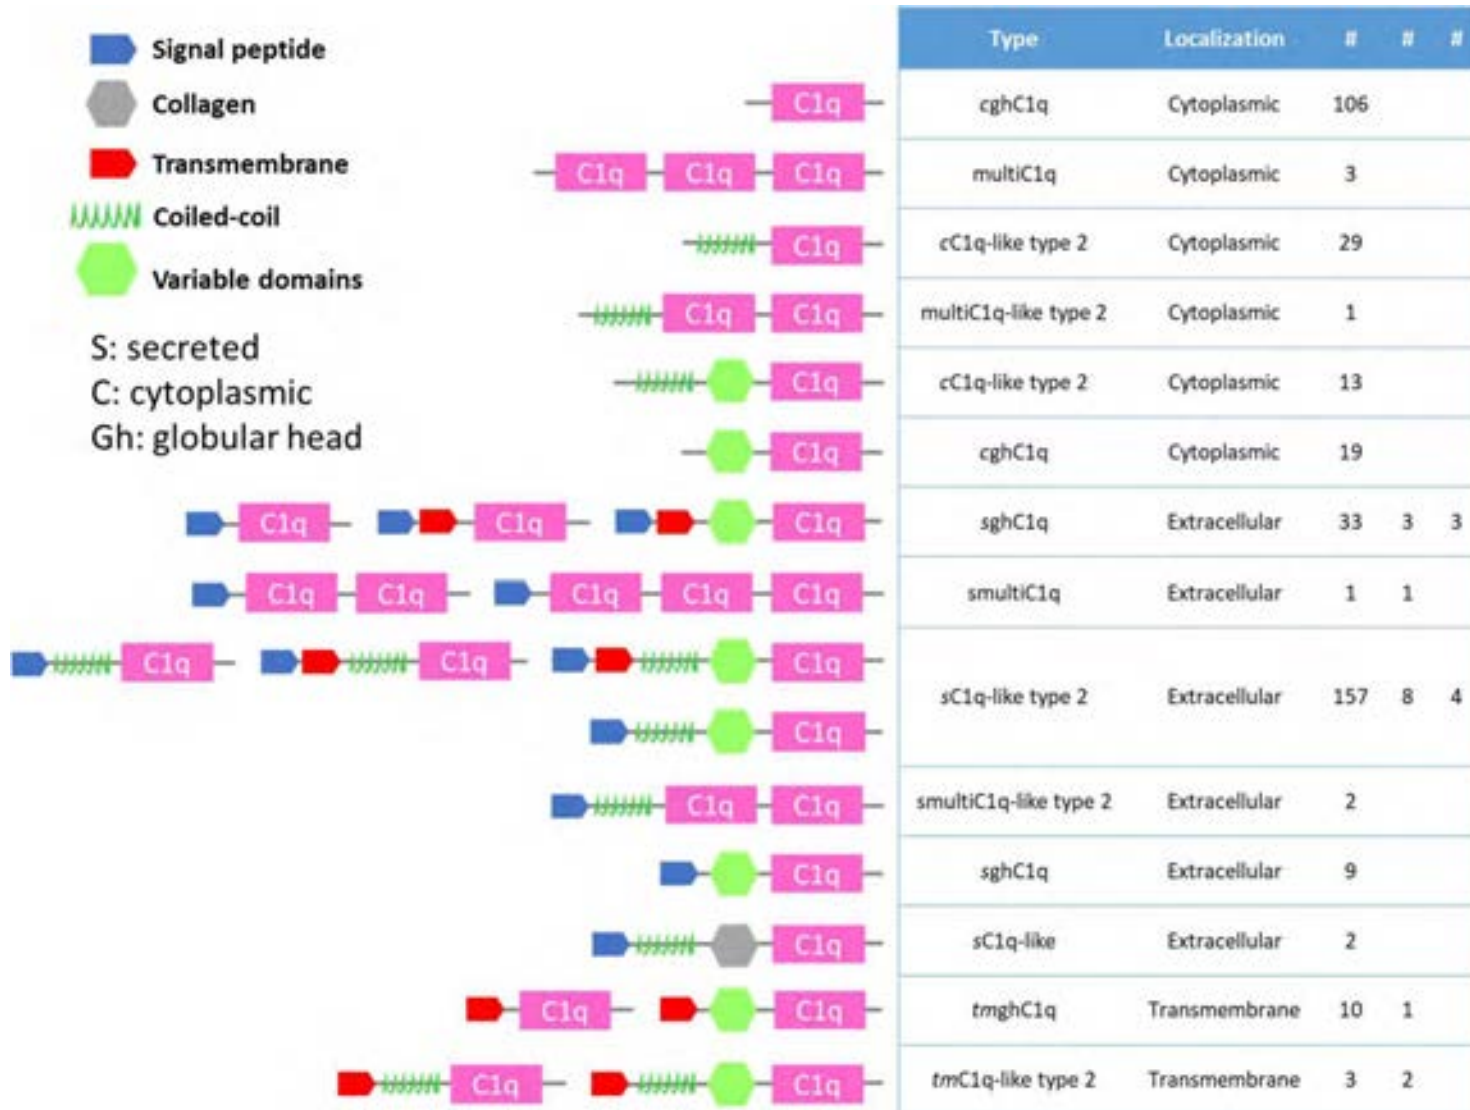 Signal peptide
Collagen
Transmembrane
Coiled-coil
Variable domains
S: secreted
C: cytoplasmic
Gh: globular head
Type Localization # # #
C1q cghC1q Cytoplasmic 106
C1q C1q C1q multiC1q Cytoplasmic 3
C1q cC1q-like type 2 Cytoplasmic 29
C1q C1q multiC1q-like type 2 Cytoplasmic 1
C1q cC1q-like type 2 Cytoplasmic 13
C1q cghC1q Cytoplasmic 19
C1q C1q C1q sghC1q Extracellular 33 3 3
C1q C1q C1q C1q C1q smultiC1q Extracellular 1 1
C1q C1q C1q
sC1q-like type 2 Extracellular 157 8 4
C1q
C1q C1q smultiC1q-like type 2 Extracellular 2
C1q sghC1q Extracellular 9
C1q sC1q-like Extracellular 2
C1q C1q tmghC1q Transmembrane 10 1
C1q C1q tmC1q-like type 2 Transmembrane 3 2